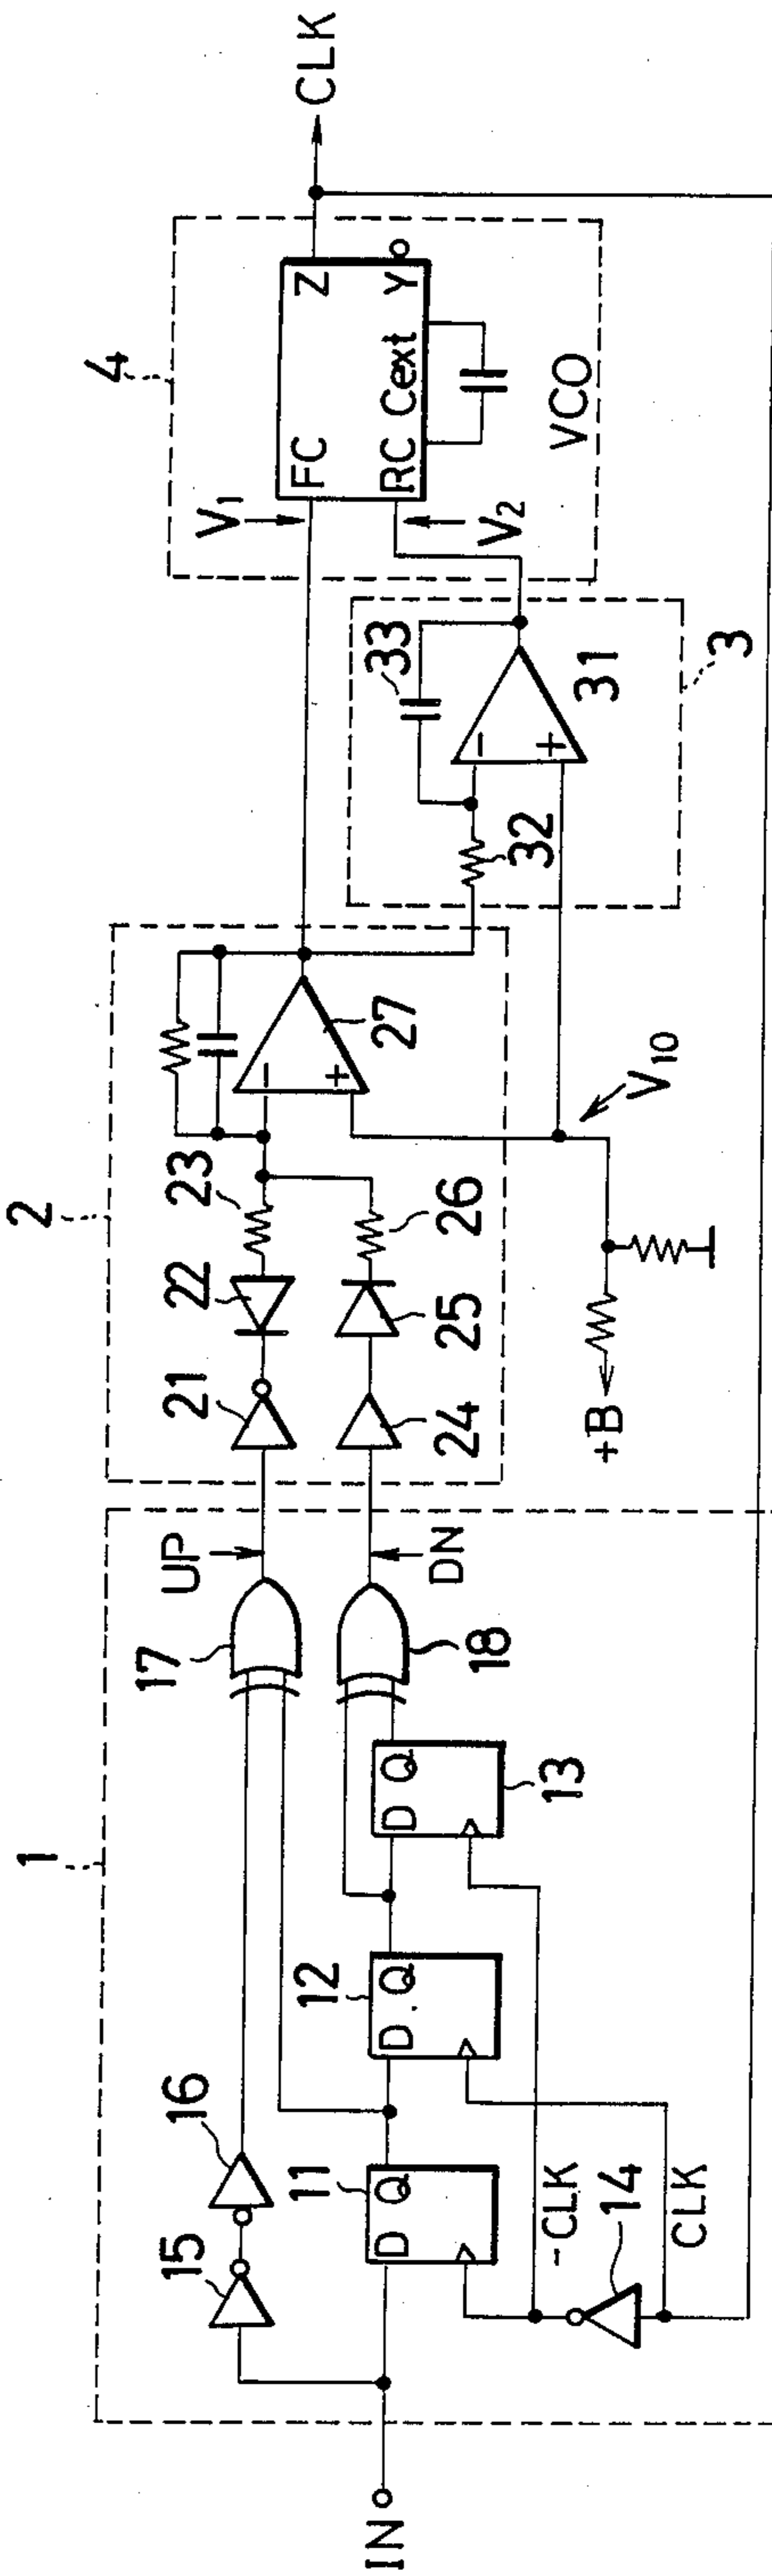 1
2
3
4
IN
15
16
11
D Q
12
D Q
13
D Q
14
-CLK
CLK
17
18
UP
DN
21
22
23
24
25
26
27
-
+
+B
V10
32
33
31
-
+
V1
V2
FC
RC
Cext
Z
Y
VCO
CLK